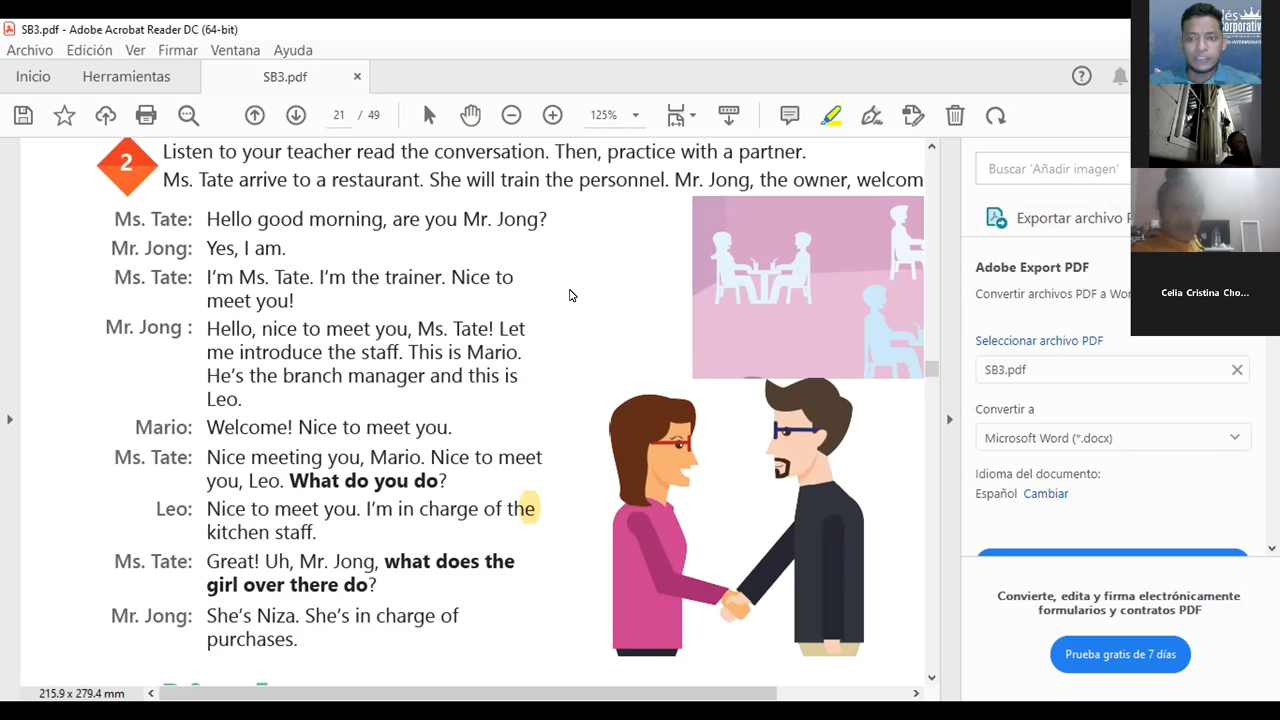 SB3.pdf - Adobe Acrobat Reader DC (64-bit)
Archivo Edición Ver Firmar Ventana Ayuda
Inicio Herramientas SB3.pdf ×
21 / 49 125%
2 Listen to your teacher read the conversation. Then, practice with a partner.
Ms. Tate arrive to a restaurant. She will train the personnel. Mr. Jong, the owner, welcom
Ms. Tate: Hello good morning, are you Mr. Jong?
Mr. Jong: Yes, I am.
Ms. Tate: I'm Ms. Tate. I'm the trainer. Nice to
meet you!
Mr. Jong : Hello, nice to meet you, Ms. Tate! Let
me introduce the staff. This is Mario.
He's the branch manager and this is
Leo.
Mario: Welcome! Nice to meet you.
Ms. Tate: Nice meeting you, Mario. Nice to meet
you, Leo. What do you do?
Leo: Nice to meet you. I'm in charge of the
kitchen staff.
Ms. Tate: Great! Uh, Mr. Jong, what does the
girl over there do?
Mr. Jong: She's Niza. She's in charge of
purchases.
215.9 x 279.4 mm
Buscar 'Añadir imagen'
Exportar archivo P
Adobe Export PDF
Convertir archivos PDF a Wor
Seleccionar archivo PDF
SB3.pdf
Convertir a
Microsoft Word (*.docx)
Idioma del documento:
Español Cambiar
Convierte, edita y firma electrónicamente
formularios y contratos PDF
Prueba gratis de 7 días
Celia Cristina Cho...